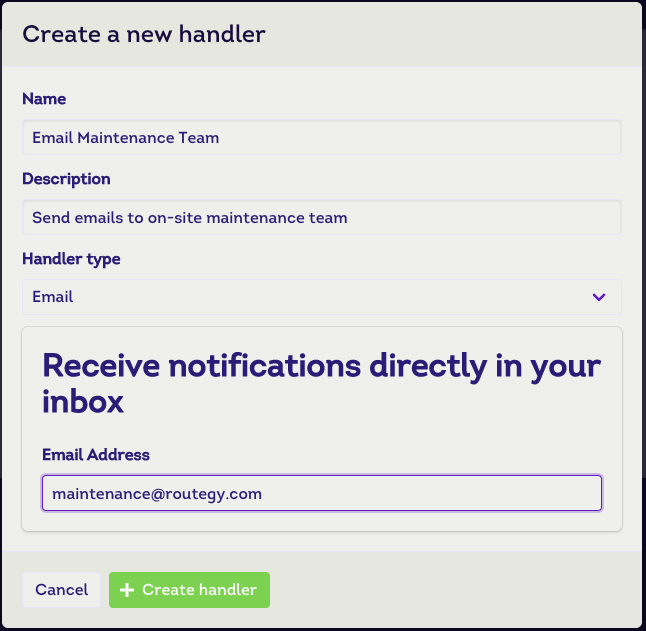 Create a new handler
Name
Email Maintenance Team
Description
Send emails to on-site maintenance team
Handler type
Email
Receive notifications directly in your
inbox
Email Address
maintenance@routegy.com
Cancel
Create handler